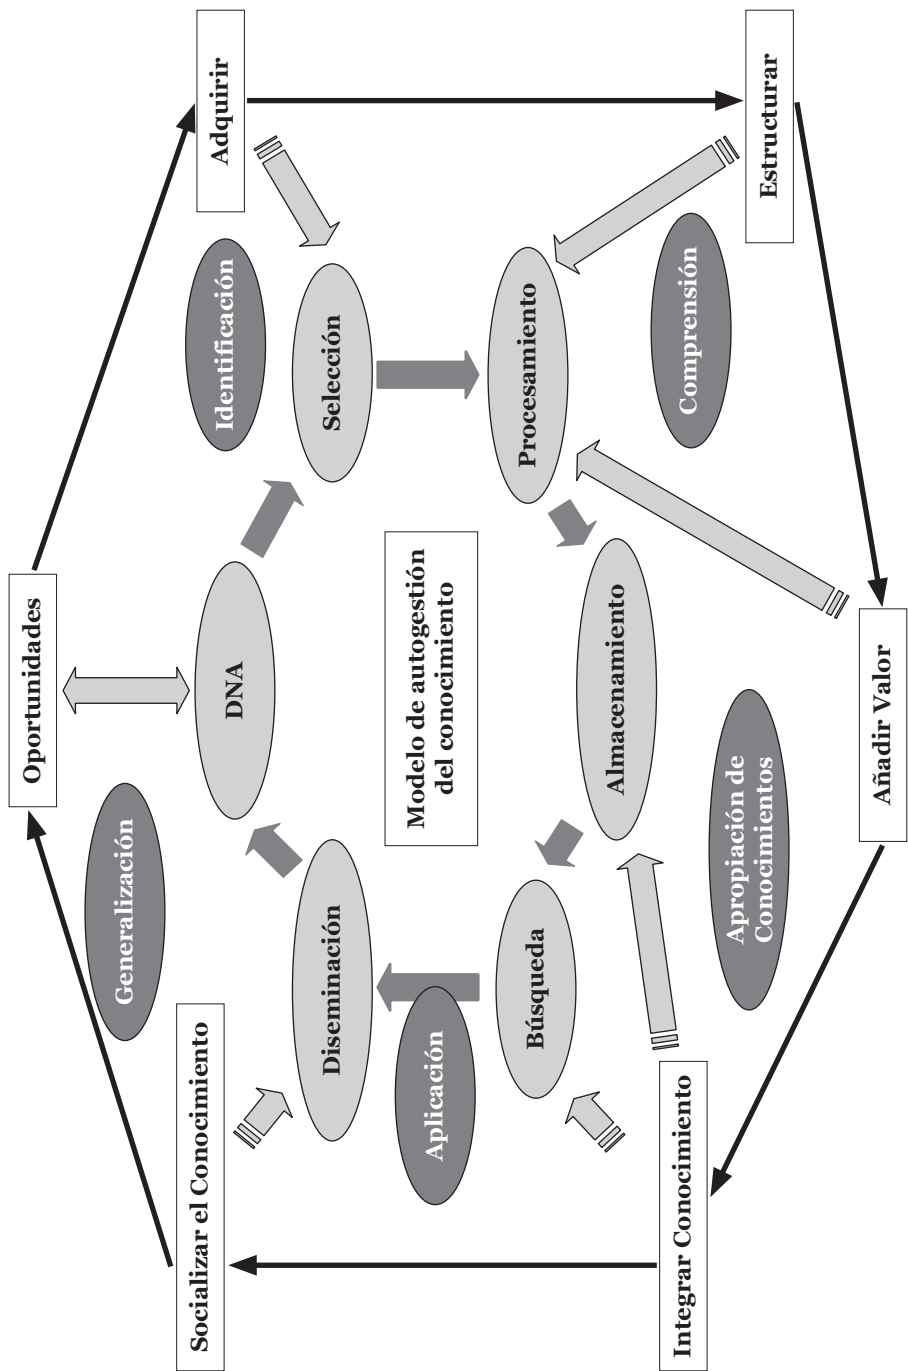 Oportunidades
Adquirir
Estructurar
Añadir Valor
Integrar Conocimiento
Socializar el Conocimiento
Generalización
Identificación
Comprensión
Apropiación de
Conocimientos
Aplicación
DNA
Selección
Procesamiento
Almacenamiento
Búsqueda
Diseminación
Modelo de autogestión
del conocimiento